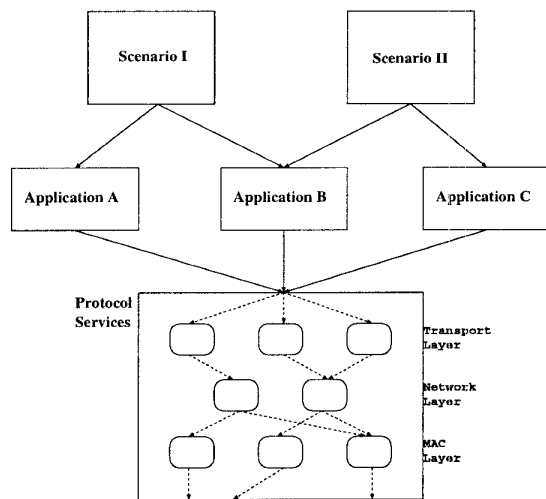 Scenario I
Scenario II
Application A
Application B
Application C
Protocol
Services
Transport
Layer
Network
Layer
MAC
Layer